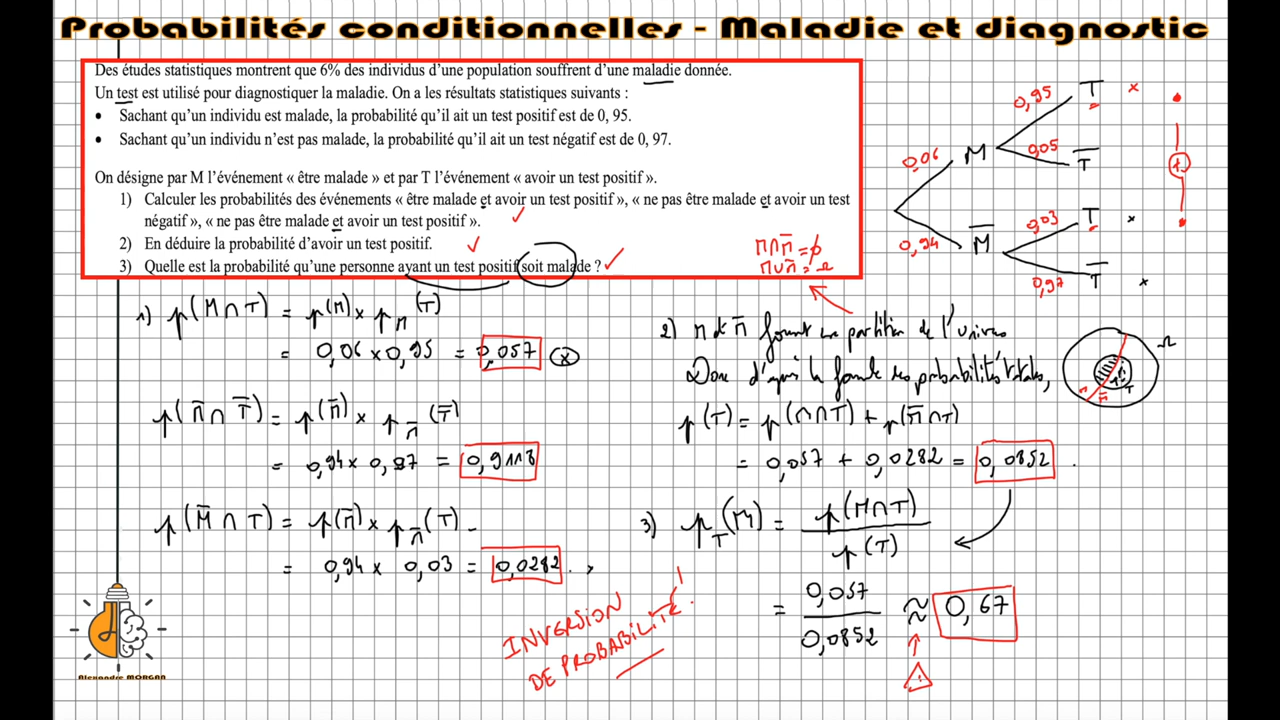 Probabilités conditionnelles - Maladie et diagnostic
Des études statistiques montrent que 6% des individus d'une population souffrent d'une maladie donnée.
Un test est utilisé pour diagnostiquer la maladie. On a les résultats statistiques suivants :
• Sachant qu'un individu est malade, la probabilité qu'il ait un test positif est de 0, 95.
• Sachant qu'un individu n'est pas malade, la probabilité qu'il ait un test négatif est de 0, 97.
On désigne par M l'événement « être malade » et par T l'événement « avoir un test positif ».
1) Calculer les probabilités des événements « être malade et avoir un test positif », « ne pas être malade et avoir un test
négatif », « ne pas être malade et avoir un test positif ».
2) En déduire la probabilité d'avoir un test positif.
3) Quelle est la probabilité qu'une personne ayant un test positif soit malade ?
0,06 M
0,95 T
0,05 T̅
0,94 M̅
0,03 T
0,97 T̅
+
M∩M̅ = ∅
M∪M̅ = Ω
1) p(M∩T) = p(M) × p_M(T)
= 0,06 × 0,95 = 0,057
p(M̅∩T̅) = p(M̅) × p_M̅(T̅)
= 0,94 × 0,97 = 0,9118
p(M̅∩T) = p(M̅) × p_M̅(T)
= 0,94 × 0,03 = 0,0282
2) M et M̅ forment une partition de l'univers
Donc d'après la formule des probabilités totales,
p(T) = p(M∩T) + p(M̅∩T)
= 0,057 + 0,0282 = 0,0852.
Ω
M M̅ T
3) p_T(M) = p(M∩T) / p(T)
= 0,057 / 0,0852 ≈ 0,67
INVERSION
DE PROBABILITÉ !
Alexandre MORGAN